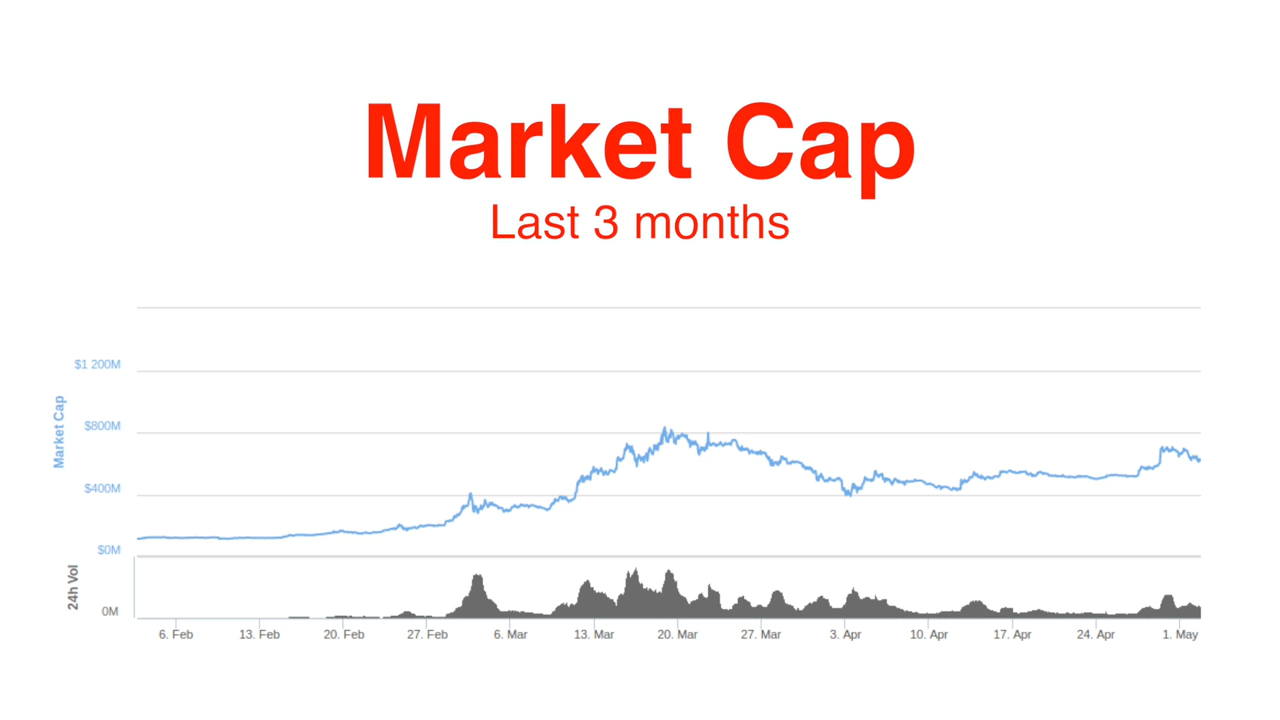 Market Cap
Last 3 months
Market Cap
$1 200M
$800M
$400M
$0M
24h Vol
0M
6. Feb
13. Feb
20. Feb
27. Feb
6. Mar
13. Mar
20. Mar
27. Mar
3. Apr
10. Apr
17. Apr
24. Apr
1. May